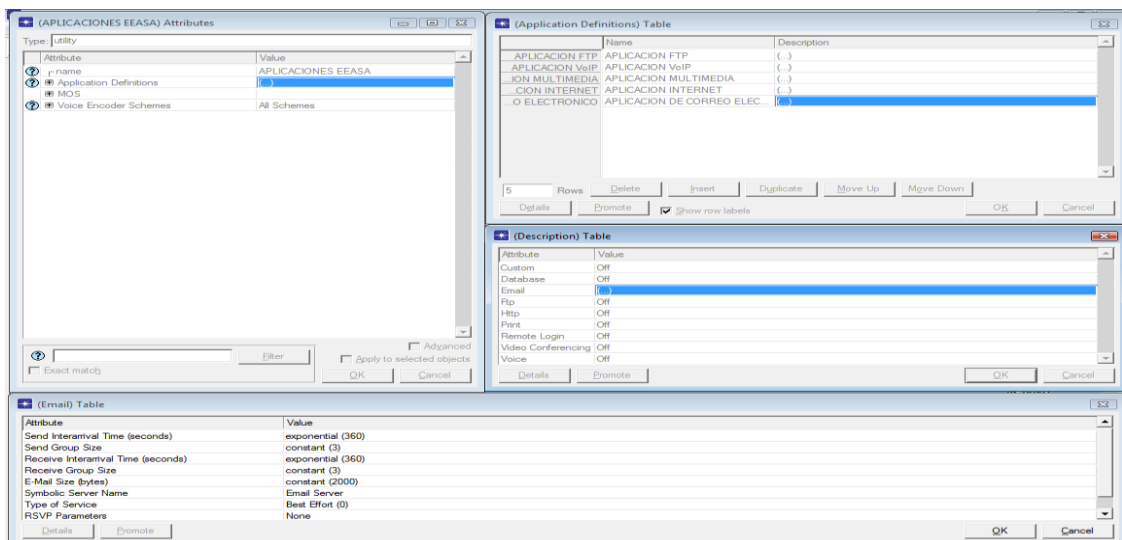 (APLICACIONES EEASA) Attributes
Type: utility
Attribute Value
name APLICACIONES EEASA
Application Definitions (...)
MOS
Voice Encoder Schemes All Schemes
Advanced
Filter
Apply to selected objects
Exact match
OK Cancel
(Application Definitions) Table
Name Description
APLICACION FTP APLICACION FTP (...)
APLICACION VoIP APLICACION VoIP (...)
...ION MULTIMEDIA APLICACION MULTIMEDIA (...)
...CION INTERNET APLICACION INTERNET (...)
...O ELECTRONICO APLICACION DE CORREO ELEC... (...)
5 Rows Delete Insert Duplicate Move Up Move Down
Details Promote Show row labels OK Cancel
(Description) Table
Attribute Value
Custom Off
Database Off
Email (...)
Ftp Off
Http Off
Print Off
Remote Login Off
Video Conferencing Off
Voice Off
Details Promote OK Cancel
(Email) Table
Attribute Value
Send Interarrival Time (seconds) exponential (360)
Send Group Size constant (3)
Receive Interarrival Time (seconds) exponential (360)
Receive Group Size constant (3)
E-Mail Size (bytes) constant (2000)
Symbolic Server Name Email Server
Type of Service Best Effort (0)
RSVP Parameters None
Details Promote OK Cancel